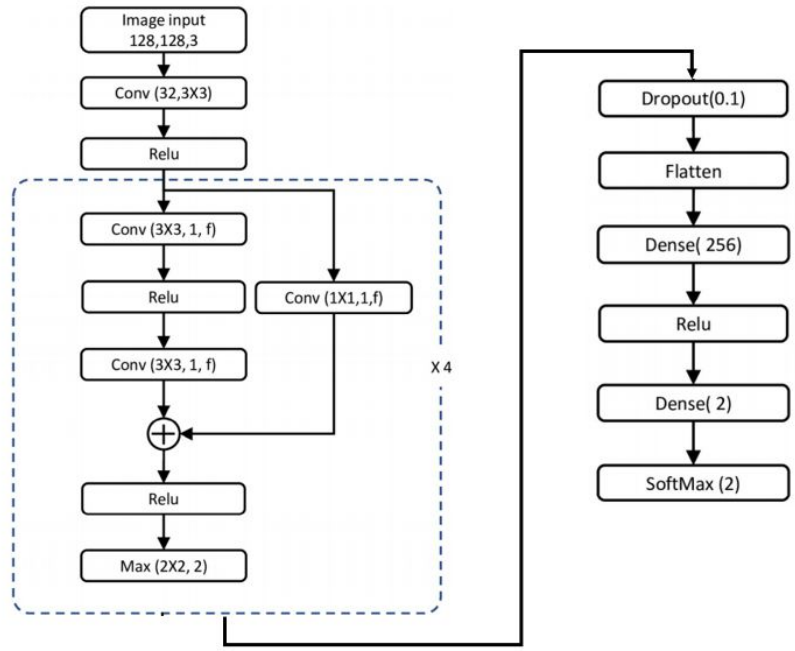 Image input
128,128,3
Conv (32,3X3)
Relu
Conv (3X3, 1, f)
Relu
Conv (1X1,1,f)
Conv (3X3, 1, f)
X 4
Relu
Max (2X2, 2)
Dropout(0.1)
Flatten
Dense( 256)
Relu
Dense( 2)
SoftMax (2)